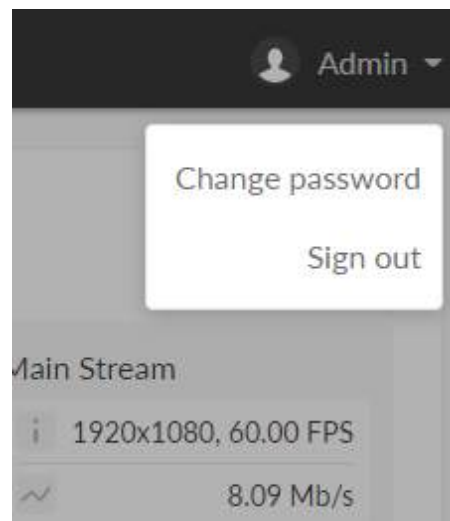 Admin
Change password
Sign out
Main Stream
1920x1080, 60.00 FPS
8.09 Mb/s